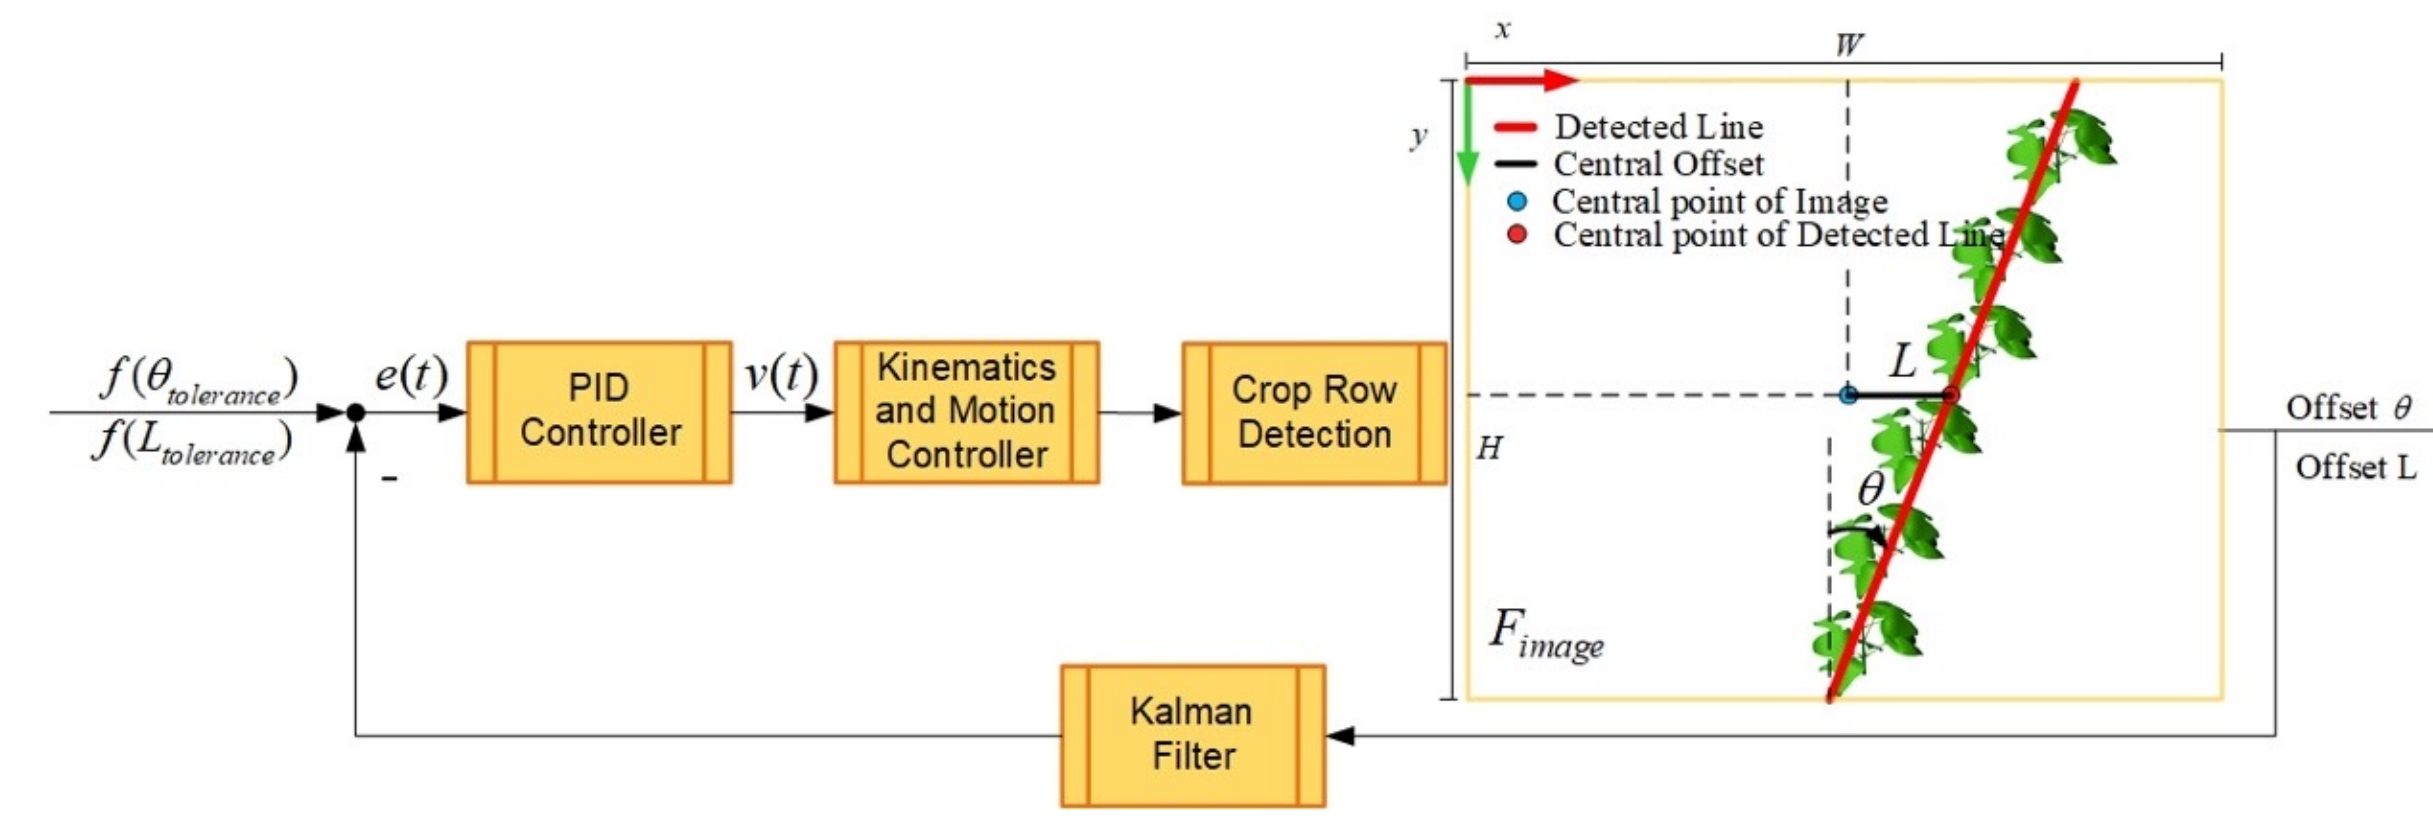 x
W
y
Detected Line
Central Offset
Central point of Image
Central point of Detected Line
f(θtolerance)
f(Ltolerance)
e(t)
-
PID
Controller
v(t)
Kinematics
and Motion
Controller
Crop Row
Detection
H
L
θ
Fimage
Offset θ
Offset L
Kalman
Filter